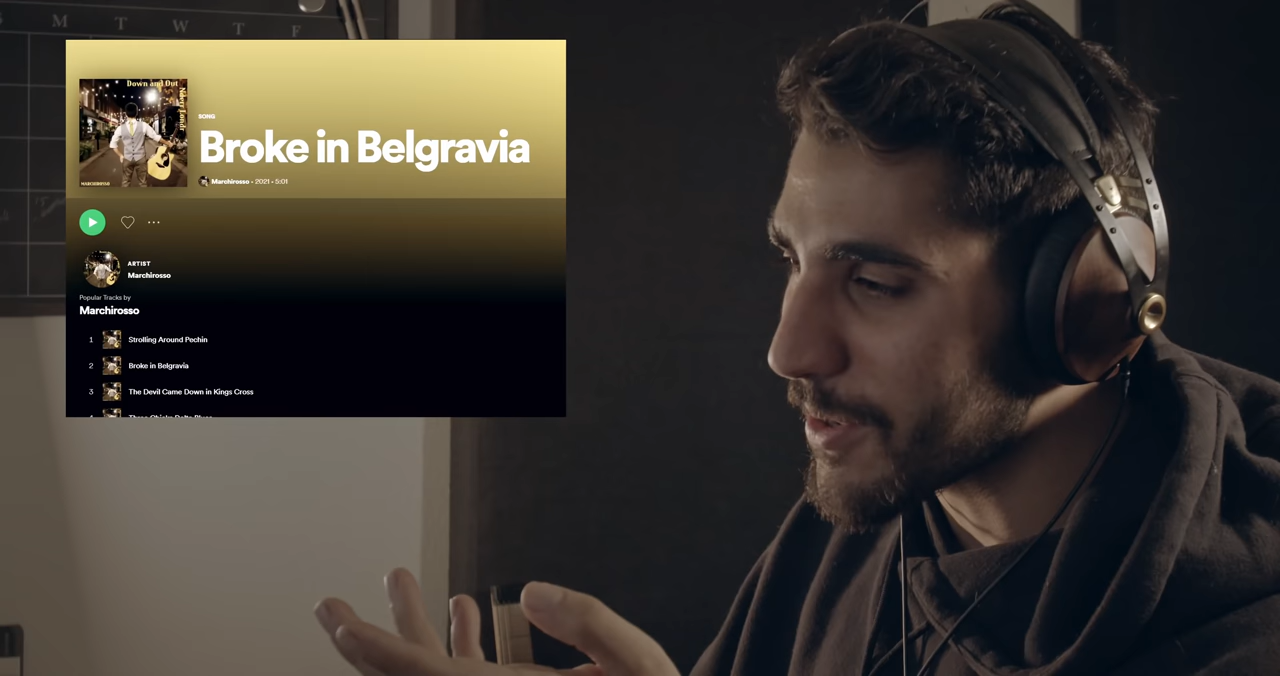 M T W T F
Down and Out
MARCHIROSSO
SONG
Broke in Belgravia
Marchirosso • 2021 • 5:01
ARTIST
Marchirosso
Popular Tracks by
Marchirosso
1 Strolling Around Pechin
2 Broke in Belgravia
3 The Devil Came Down in Kings Cross